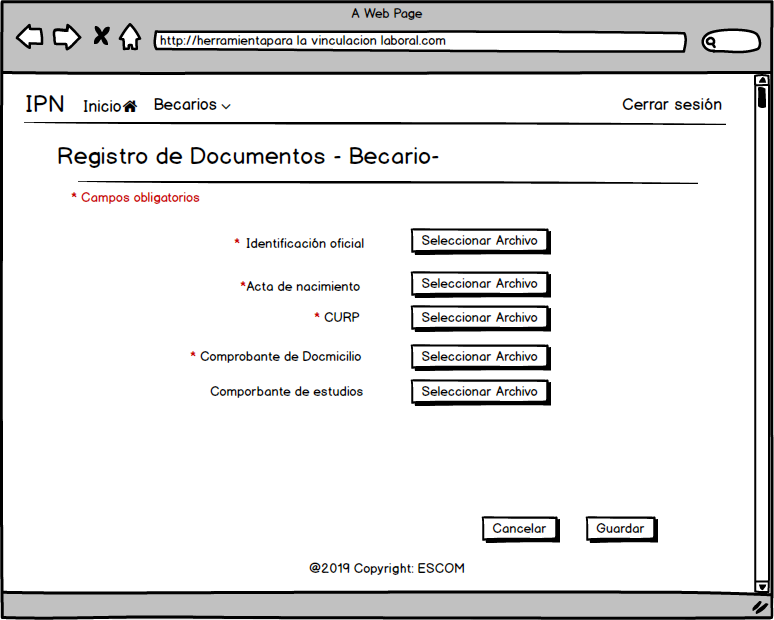 A Web Page
http://herramientapara la vinculacion laboral.com
IPN Inicio Becarios Cerrar sesión
Registro de Documentos - Becario-
* Campos obligatorios
* Identificación oficial Seleccionar Archivo
*Acta de nacimiento Seleccionar Archivo
* CURP Seleccionar Archivo
* Comprobante de Docmicilio Seleccionar Archivo
Comporbante de estudios Seleccionar Archivo
Cancelar Guardar
@2019 Copyright: ESCOM